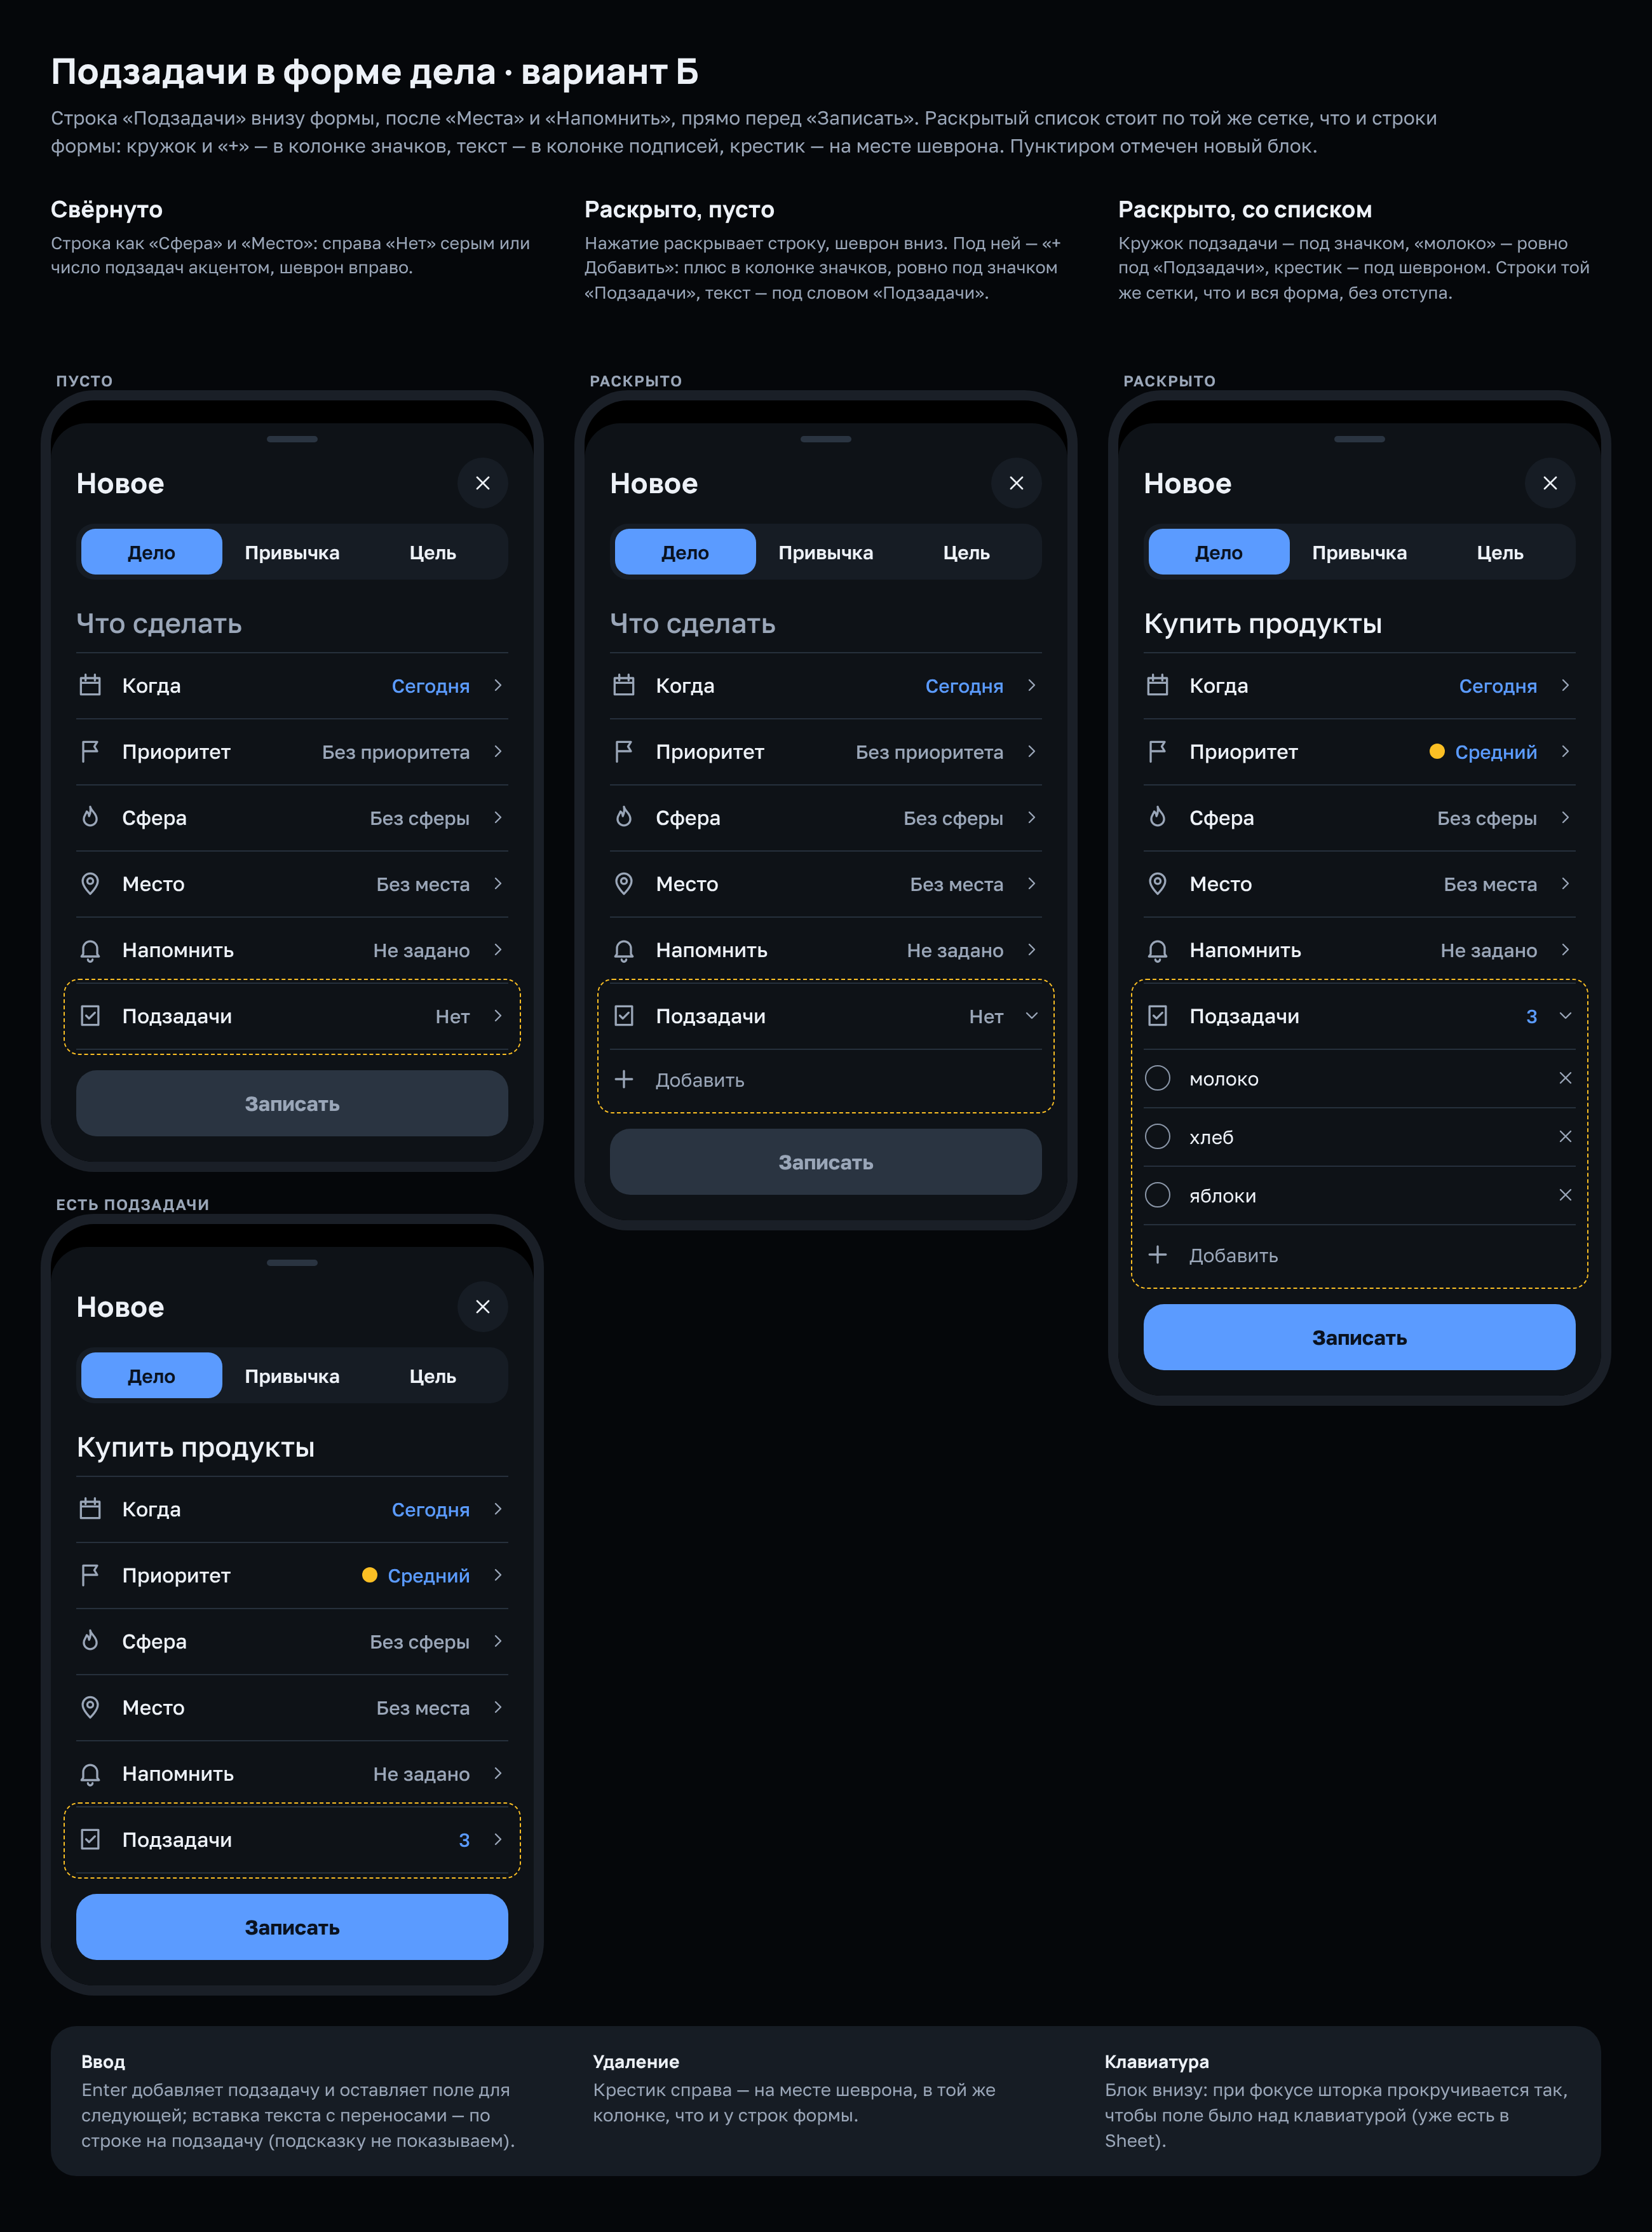 Подзадачи в форме дела · вариант Б
Строка «Подзадачи» внизу формы, после «Места» и «Напомнить», прямо перед «Записать». Раскрытый список стоит по той же сетке, что и строки
формы: кружок и «+» — в колонке значков, текст — в колонке подписей, крестик — на месте шеврона. Пунктиром отмечен новый блок.
Свёрнуто
Строка как «Сфера» и «Место»: справа «Нет» серым или
число подзадач акцентом, шеврон вправо.
ПУСТО
Новое
Дело Привычка Цель
Что сделать
Когда Сегодня
Приоритет Без приоритета
Сфера Без сферы
Место Без места
Напомнить Не задано
Подзадачи Нет
Записать
ЕСТЬ ПОДЗАДАЧИ
Новое
Дело Привычка Цель
Купить продукты
Когда Сегодня
Приоритет Средний
Сфера Без сферы
Место Без места
Напомнить Не задано
Подзадачи 3
Записать
Раскрыто, пусто
Нажатие раскрывает строку, шеврон вниз. Под ней — «+
Добавить»: плюс в колонке значков, ровно под значком
«Подзадачи», текст — под словом «Подзадачи».
РАСКРЫТО
Новое
Дело Привычка Цель
Что сделать
Когда Сегодня
Приоритет Без приоритета
Сфера Без сферы
Место Без места
Напомнить Не задано
Подзадачи Нет
Добавить
Записать
Раскрыто, со списком
Кружок подзадачи — под значком, «молоко» — ровно
под «Подзадачи», крестик — под шевроном. Строки той
же сетки, что и вся форма, без отступа.
РАСКРЫТО
Новое
Дело Привычка Цель
Купить продукты
Когда Сегодня
Приоритет Средний
Сфера Без сферы
Место Без места
Напомнить Не задано
Подзадачи 3
молоко
хлеб
яблоки
Добавить
Записать
Ввод
Enter добавляет подзадачу и оставляет поле для
следующей; вставка текста с переносами — по
строке на подзадачу (подсказку не показываем).
Удаление
Крестик справа — на месте шеврона, в той же
колонке, что и у строк формы.
Клавиатура
Блок внизу: при фокусе шторка прокручивается так,
чтобы поле было над клавиатурой (уже есть в
Sheet).